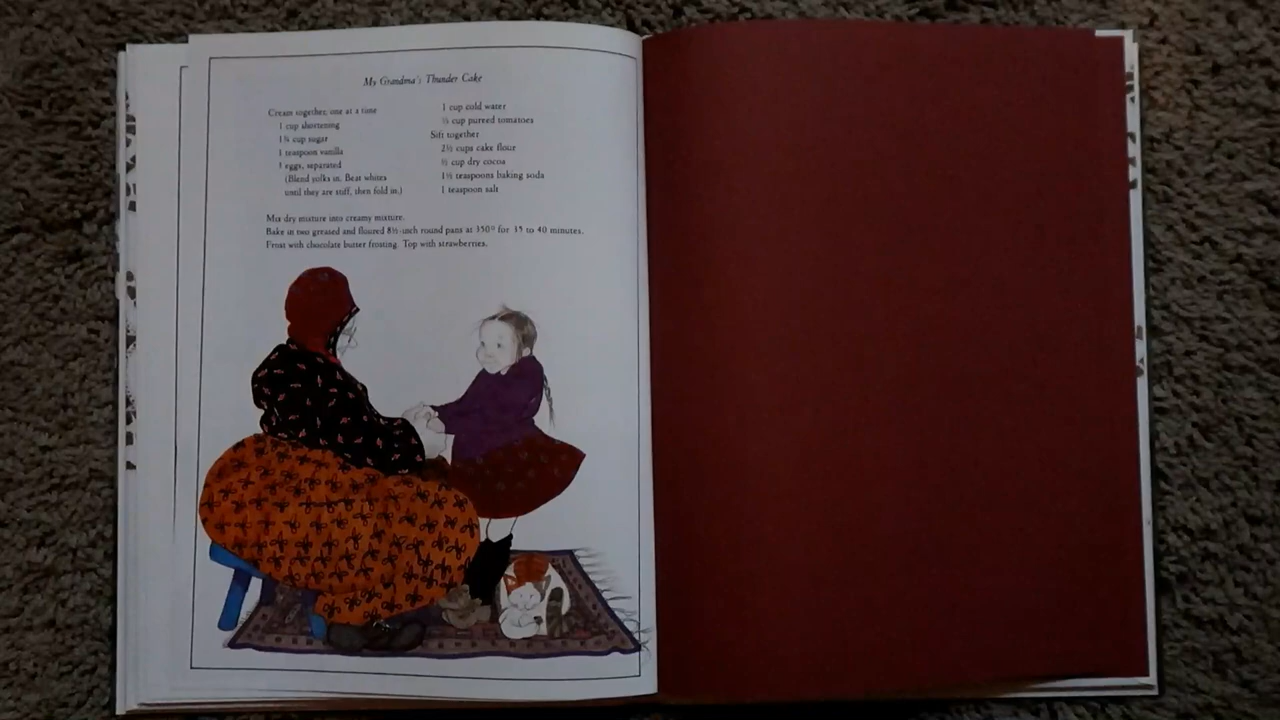 My Grandma's Thunder Cake
Cream together, one at a time
1 cup shortening
1¾ cup sugar
1 teaspoon vanilla
3 eggs, separated
(Blend yolks in. Beat whites
until they are stiff, then fold in.)
1 cup cold water
⅓ cup pureed tomatoes
Sift together
2½ cups cake flour
½ cup dry cocoa
1½ teaspoons baking soda
1 teaspoon salt
Mix dry mixture into creamy mixture.
Bake in two greased and floured 8½-inch round pans at 350° for 35 to 40 minutes.
Frost with chocolate butter frosting. Top with strawberries.